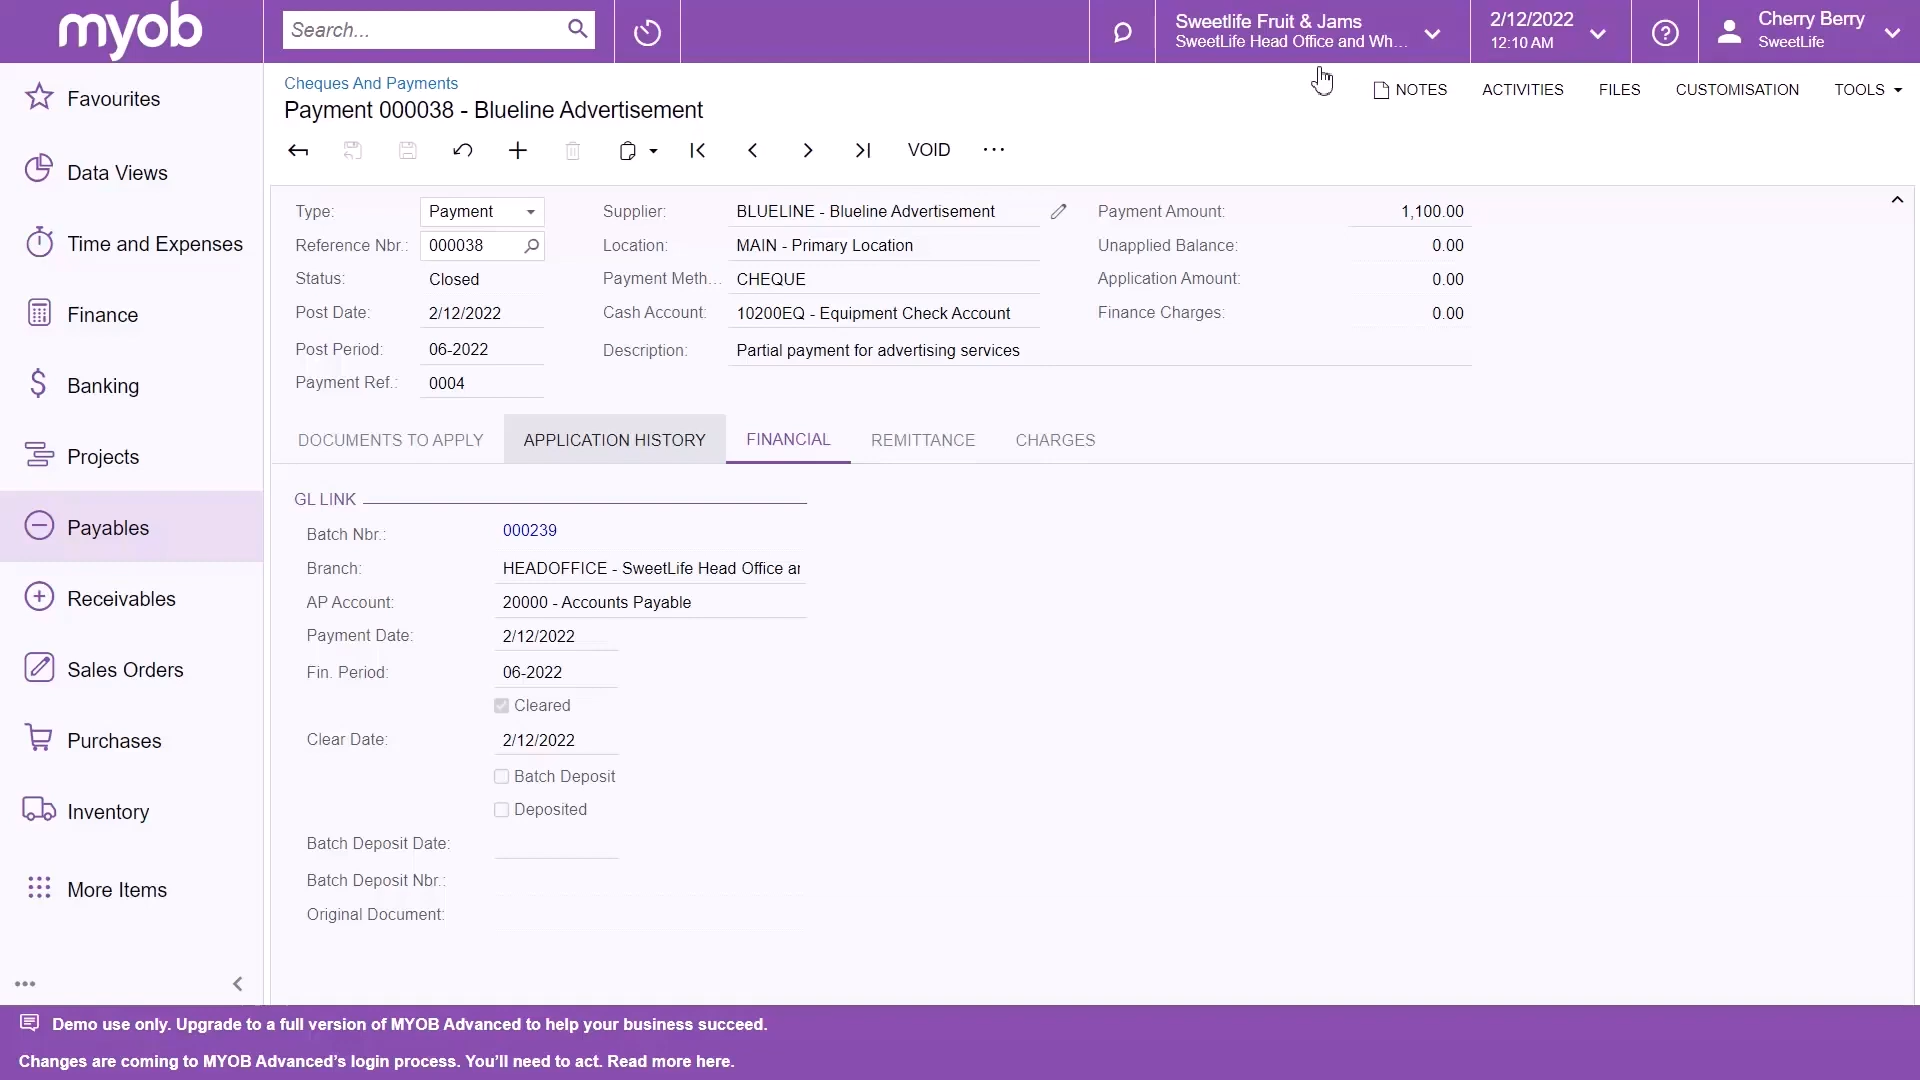 myob
Search...
Sweetlife Fruit & Jams
SweetLife Head Office and Wh...
2/12/2022
12:10 AM
Cherry Berry
SweetLife
Favourites
Data Views
Time and Expenses
Finance
Banking
Projects
Payables
Receivables
Sales Orders
Purchases
Inventory
More Items
Cheques And Payments
Payment 000038 - Blueline Advertisement
NOTES ACTIVITIES FILES CUSTOMISATION TOOLS
VOID
Type: Payment Supplier: BLUELINE - Blueline Advertisement Payment Amount: 1,100.00
Reference Nbr.: 000038 Location: MAIN - Primary Location Unapplied Balance: 0.00
Status: Closed Payment Meth... CHEQUE Application Amount: 0.00
Post Date: 2/12/2022 Cash Account: 10200EQ - Equipment Check Account Finance Charges: 0.00
Post Period: 06-2022 Description: Partial payment for advertising services
Payment Ref.: 0004
DOCUMENTS TO APPLY APPLICATION HISTORY FINANCIAL REMITTANCE CHARGES
GL LINK
Batch Nbr.: 000239
Branch: HEADOFFICE - SweetLife Head Office ar
AP Account: 20000 - Accounts Payable
Payment Date: 2/12/2022
Fin. Period: 06-2022
Cleared
Clear Date: 2/12/2022
Batch Deposit
Deposited
Batch Deposit Date:
Batch Deposit Nbr.:
Original Document:
Demo use only. Upgrade to a full version of MYOB Advanced to help your business succeed.
Changes are coming to MYOB Advanced’s login process. You’ll need to act. Read more here.